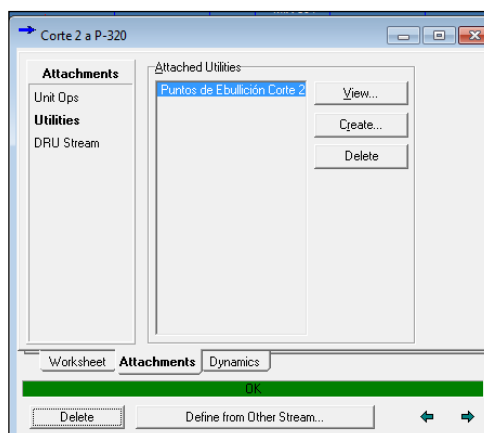 Corte 2 a P-320
Attachments
Unit Ops
Utilities
DRU Stream
Attached Utilities
Puntos de Ebullición Corte 2
View...
Create...
Delete
Worksheet Attachments Dynamics
OK
Delete Define from Other Stream...